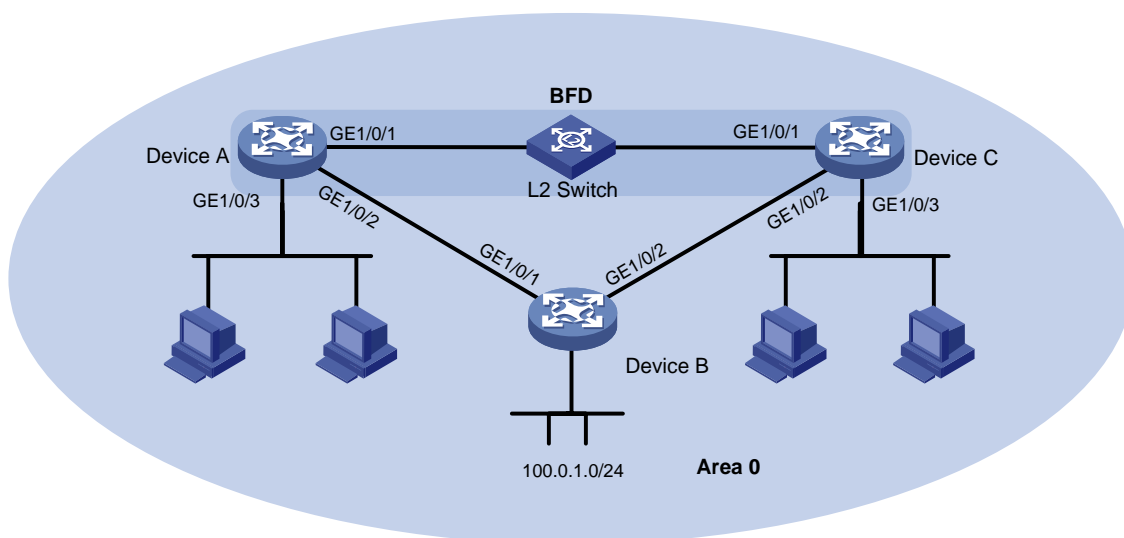 BFD
GE1/0/1
GE1/0/1
Device A
Device C
L2 Switch
GE1/0/3
GE1/0/2
GE1/0/2
GE1/0/3
GE1/0/1
GE1/0/2
Device B
100.0.1.0/24
Area 0